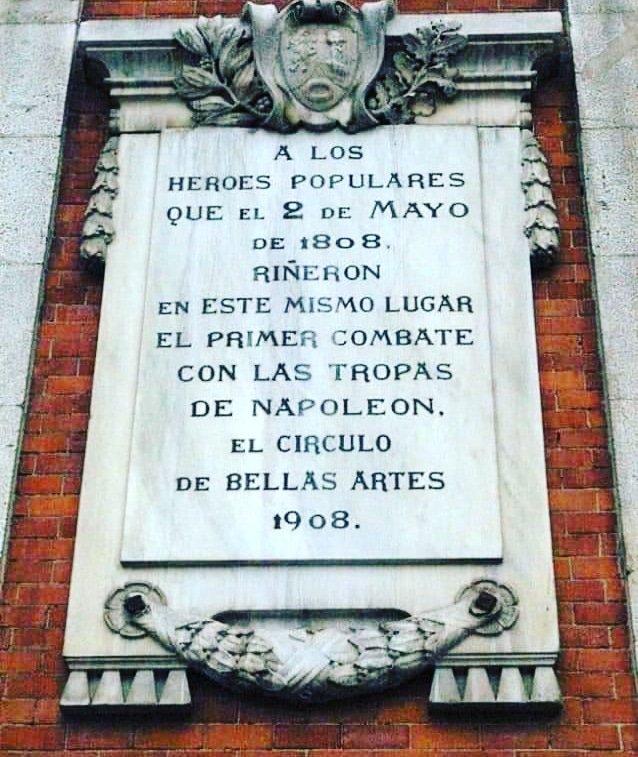 A LOS
HEROES POPULARES
QUE EL 2 DE MAYO
DE 1808,
RIÑERON
EN ESTE MISMO LUGAR
EL PRIMER COMBATE
CON LAS TROPAS
DE NAPOLEON.
EL CIRCULO
DE BELLAS ARTES
1908.